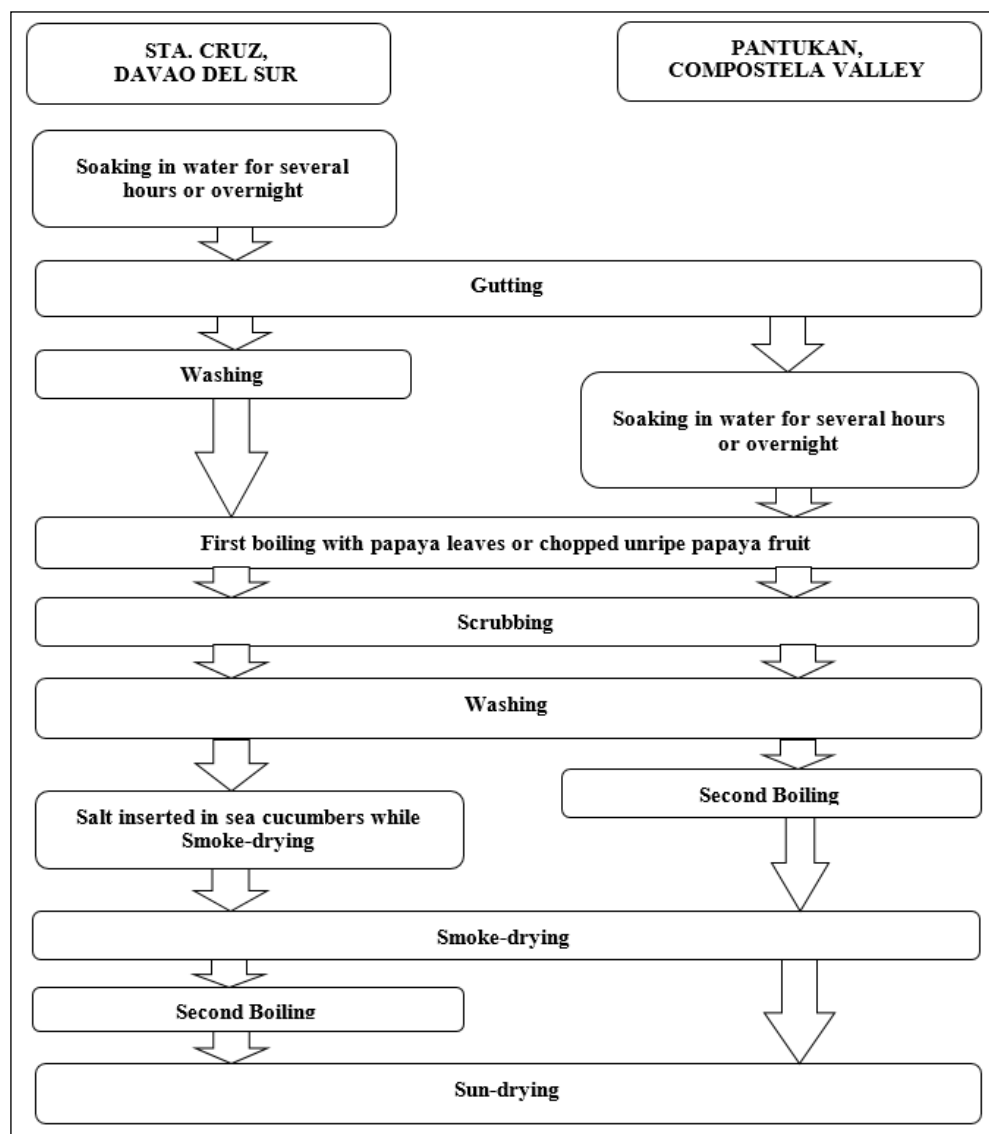 STA. CRUZ,
DAVAO DEL SUR
PANTUKAN,
COMPOSTELA VALLEY
Soaking in water for several
hours or overnight
Gutting
Washing
Soaking in water for several hours
or overnight
First boiling with papaya leaves or chopped unripe papaya fruit
Scrubbing
Washing
Second Boiling
Salt inserted in sea cucumbers while
Smoke-drying
Smoke-drying
Second Boiling
Sun-drying